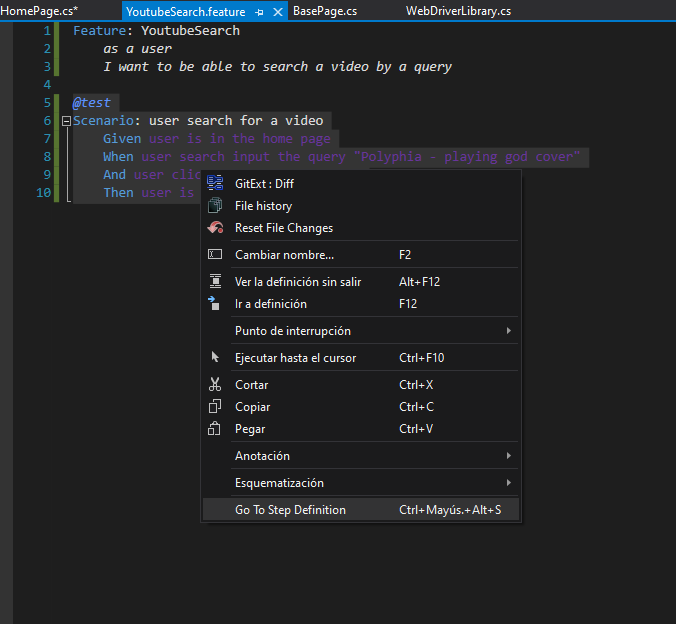 HomePage.cs*
YoutubeSearch.feature
BasePage.cs
WebDriverLibrary.cs
1 Feature: YoutubeSearch
2 as a user
3 I want to be able to search a video by a query
4
5 @test
6 Scenario: user search for a video
7 Given user is in the home page
8 When user search input the query "Polyphia - playing god cover"
9 And user clic
10 Then user is
GitExt : Diff
File history
Reset File Changes
Cambiar nombre... F2
Ver la definición sin salir Alt+F12
Ir a definición F12
Punto de interrupción
Ejecutar hasta el cursor Ctrl+F10
Cortar Ctrl+X
Copiar Ctrl+C
Pegar Ctrl+V
Anotación
Esquematización
Go To Step Definition Ctrl+Mayús.+Alt+S